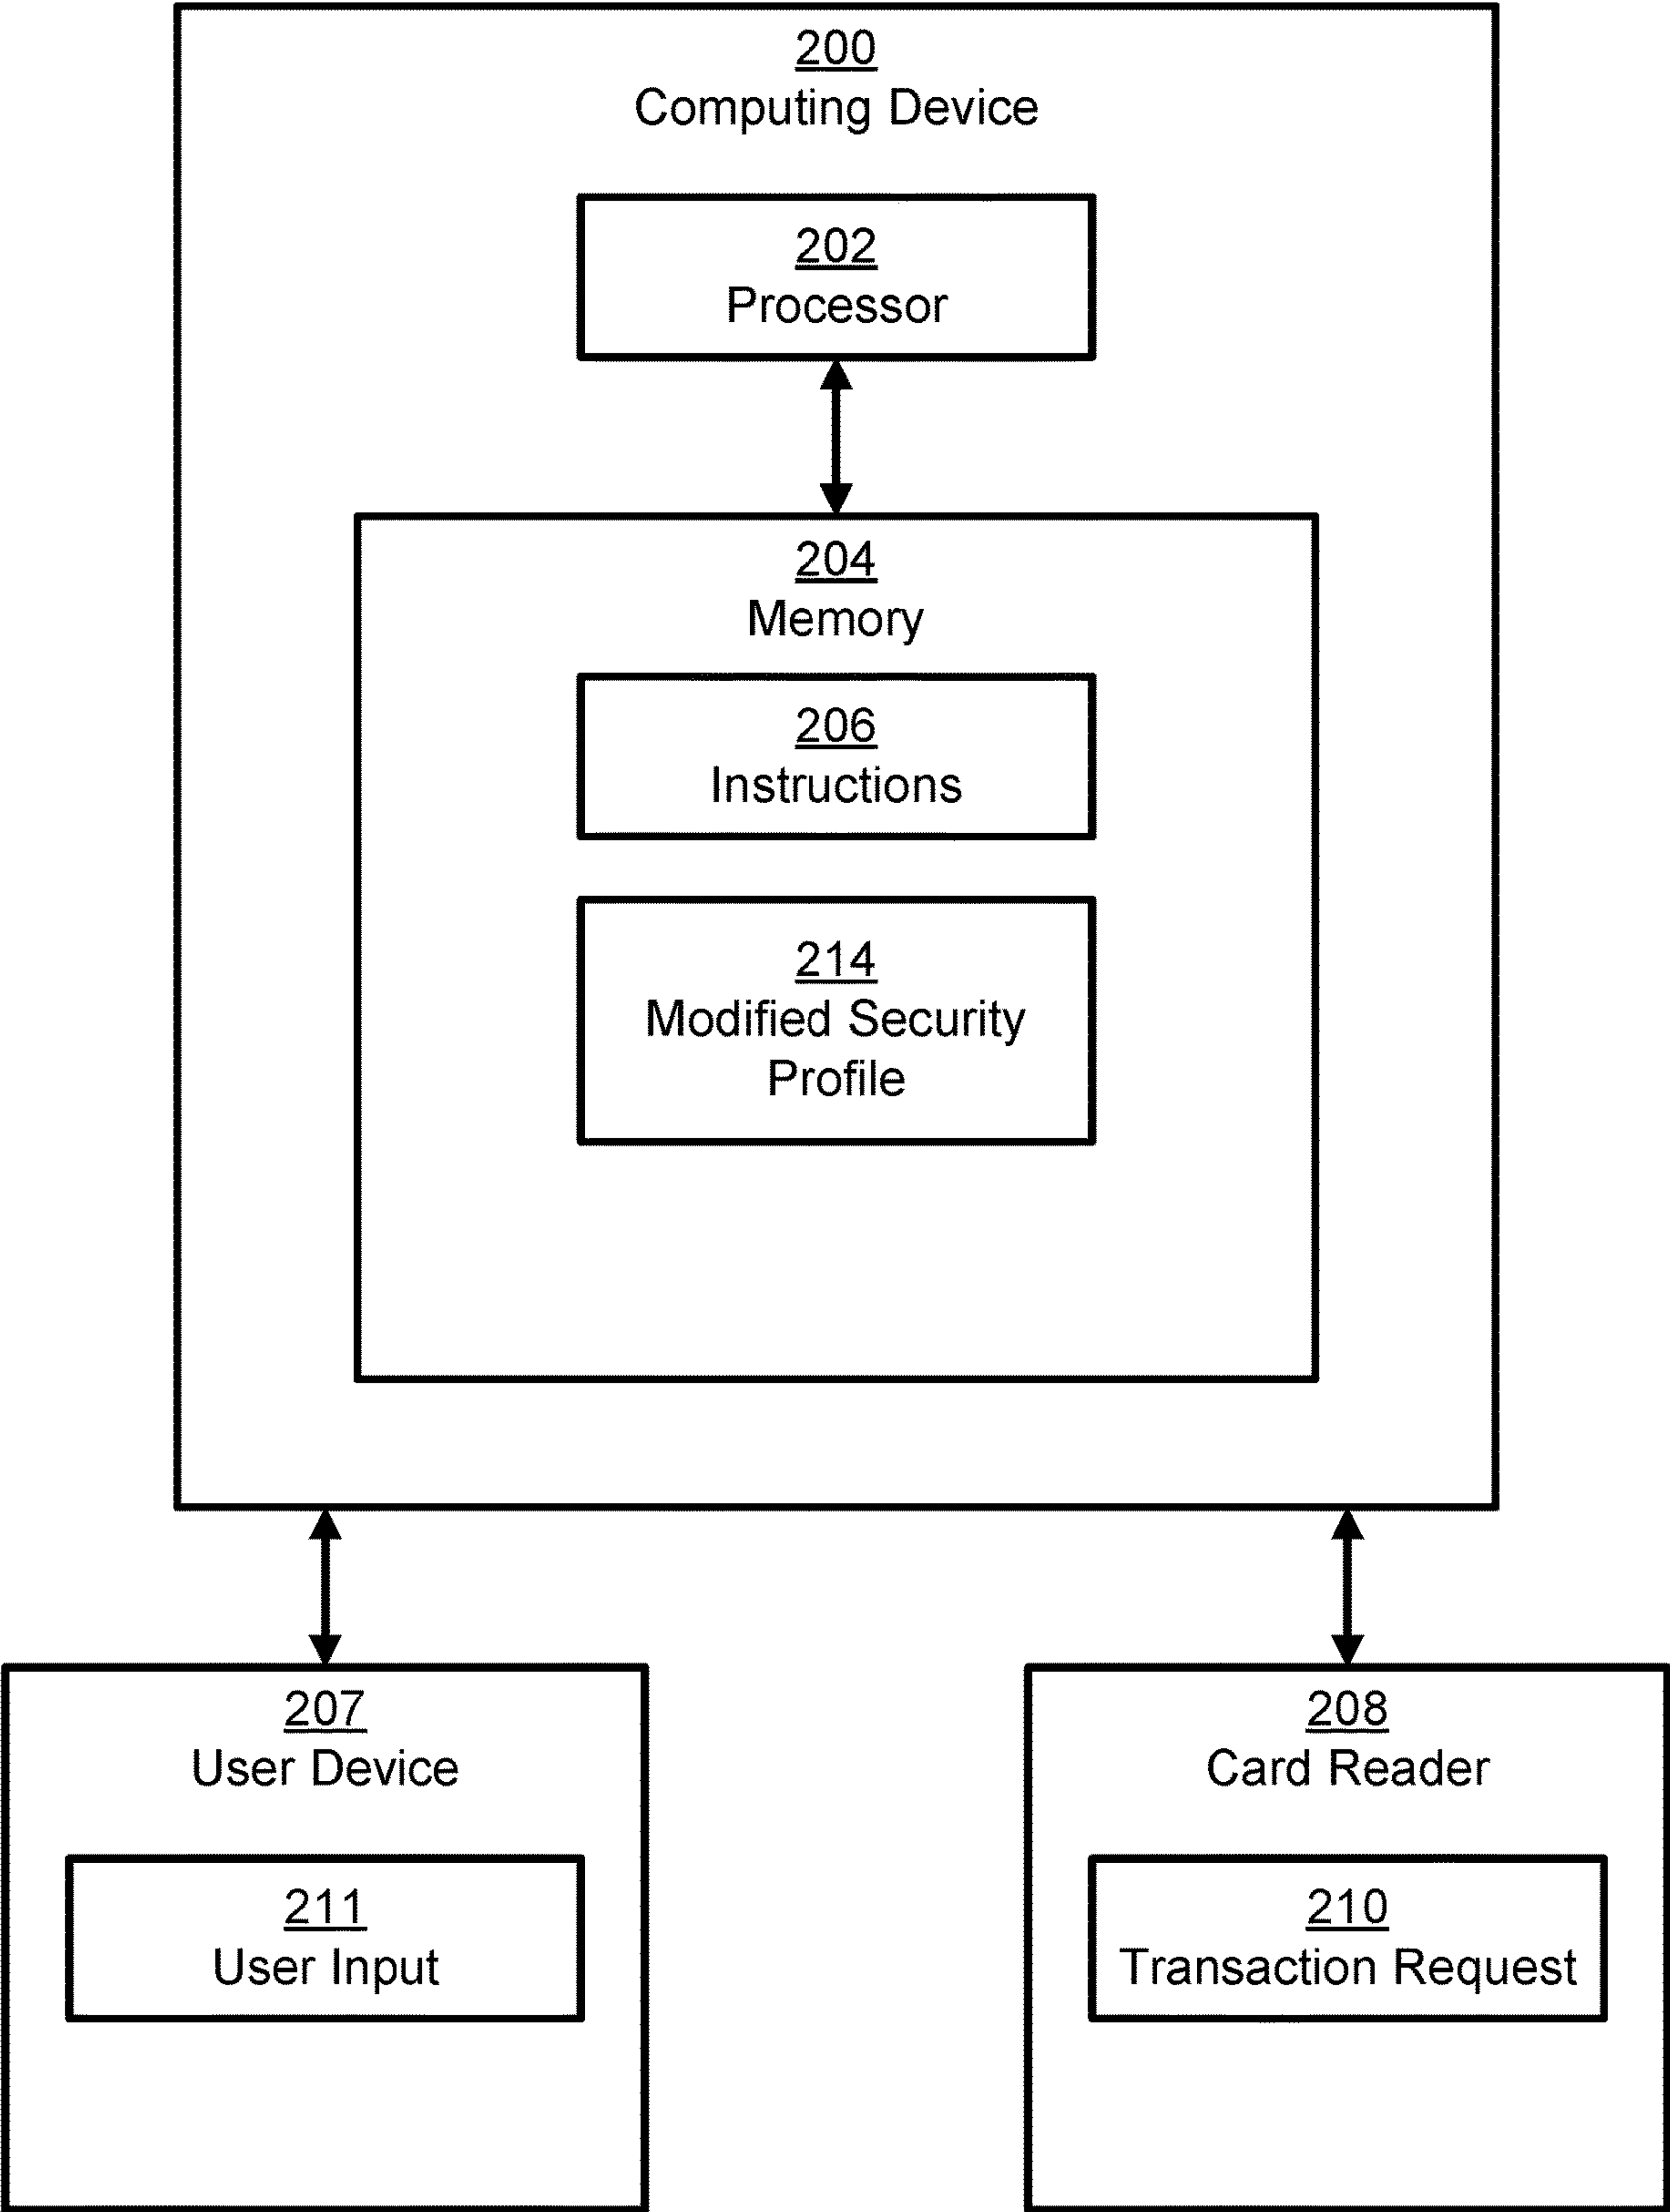 200
Computing Device
202
Processor
204
Memory
206
Instructions
214
Modified Security
Profile
207
User Device
211
User Input
208
Card Reader
210
Transaction Request